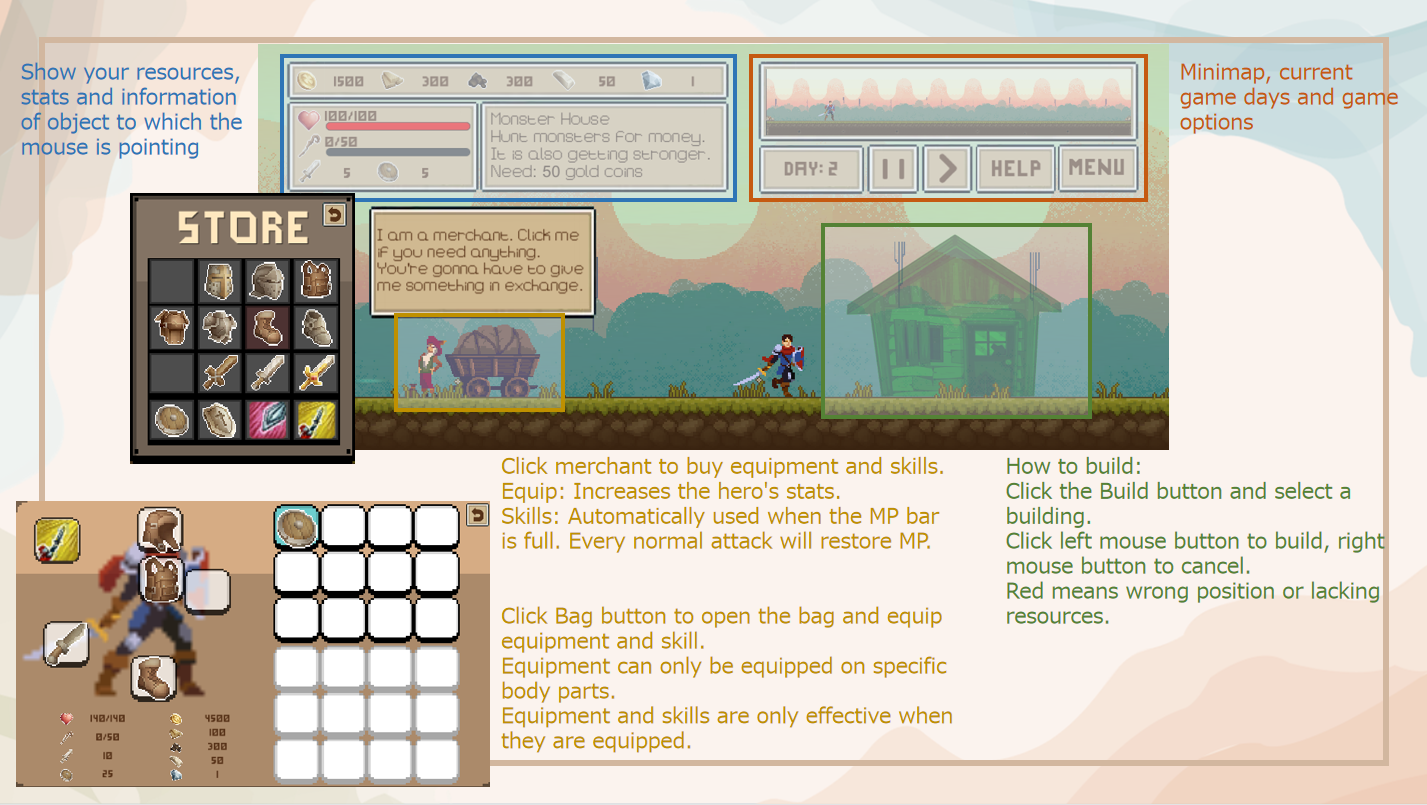 Show your resources,
stats and information
of object to which the
mouse is pointing
1500 300 300 50 1
100/100
0/50
5 5
Monster House
Hunt monsters for money.
It is also getting stronger.
Need: 50 gold coins
DAY: 2
HELP
MENU
Minimap, current
game days and game
options
STORE
I am a merchant. Click me
if you need anything.
You're gonna have to give
me something in exchange.
Click merchant to buy equipment and skills.
Equip: Increases the hero's stats.
Skills: Automatically used when the MP bar
is full. Every normal attack will restore MP.
Click Bag button to open the bag and equip
equipment and skill.
Equipment can only be equipped on specific
body parts.
Equipment and skills are only effective when
they are equipped.
How to build:
Click the Build button and select a
building.
Click left mouse button to build, right
mouse button to cancel.
Red means wrong position or lacking
resources.
140/140 4500
0/50 100
300
10 50
25 1